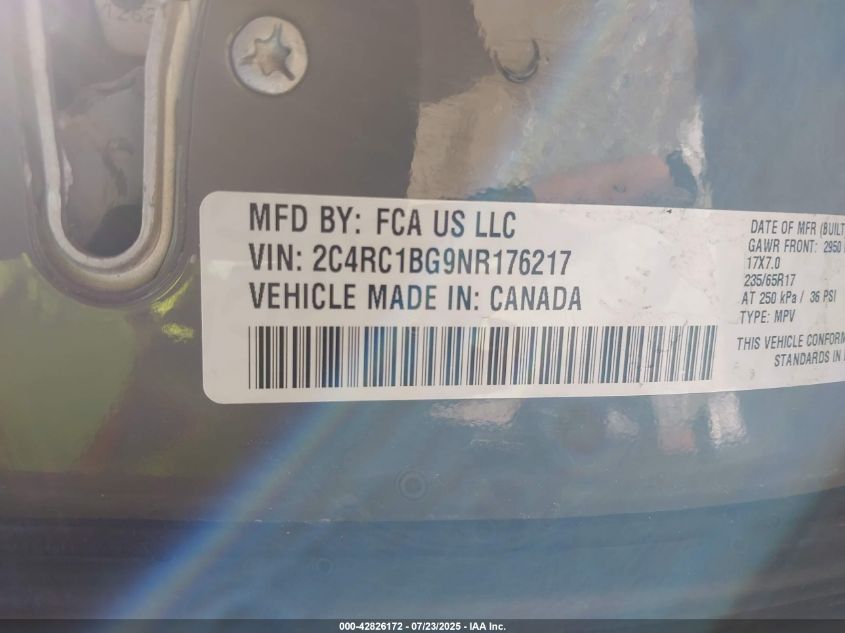 MFD BY: FCA US LLC
VIN: 2C4RC1BG9NR176217
VEHICLE MADE IN: CANADA
DATE OF MFR (BUILT
GAWR FRONT: 2950
17X7.0
235/65R17
AT 250 kPa / 36 PSI
TYPE: MPV
THIS VEHICLE CONFORM
STANDARDS IN
000-42826172 - 07/23/2025 - IAA Inc.